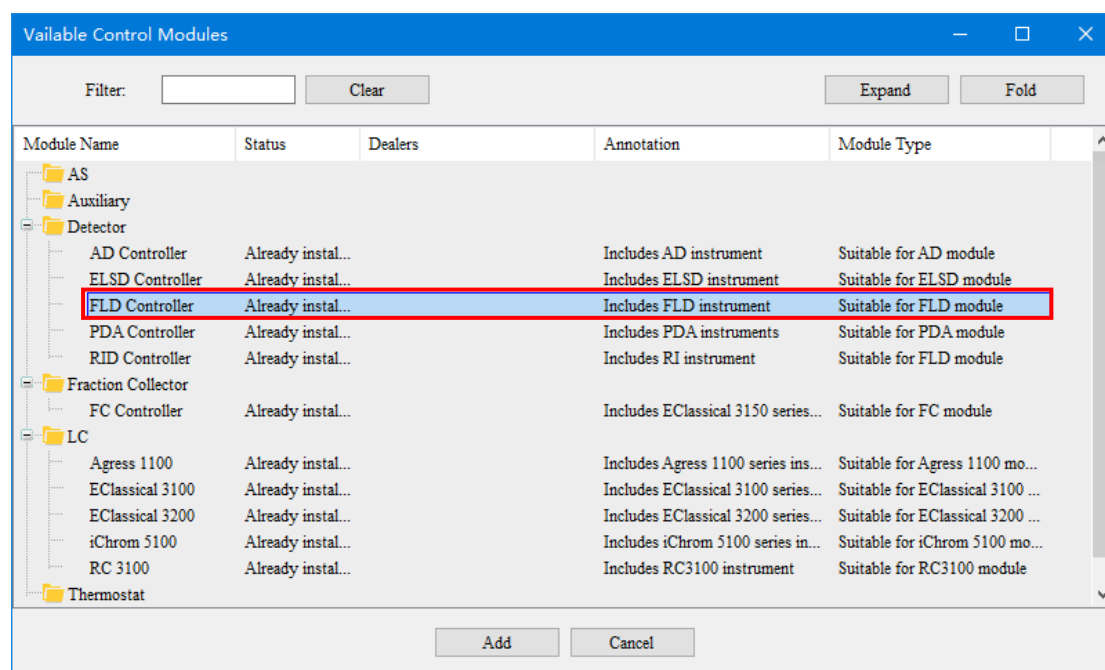 Vailable Control Modules
Filter: Clear Expand Fold
Module Name Status Dealers Annotation Module Type
AS
Auxiliary
Detector
AD Controller Already instal... Includes AD instrument Suitable for AD module
ELSD Controller Already instal... Includes ELSD instrument Suitable for ELSD module
FLD Controller Already instal... Includes FLD instrument Suitable for FLD module
PDA Controller Already instal... Includes PDA instruments Suitable for PDA module
RID Controller Already instal... Includes RI instrument Suitable for FLD module
Fraction Collector
FC Controller Already instal... Includes EClassical 3150 series... Suitable for FC module
LC
Agress 1100 Already instal... Includes Agress 1100 series ins... Suitable for Agress 1100 mo...
EClassical 3100 Already instal... Includes EClassical 3100 series... Suitable for EClassical 3100 ...
EClassical 3200 Already instal... Includes EClassical 3200 series... Suitable for EClassical 3200 ...
iChrom 5100 Already instal... Includes iChrom 5100 series in... Suitable for iChrom 5100 mo...
RC 3100 Already instal... Includes RC3100 instrument Suitable for RC3100 module
Thermostat
Add Cancel